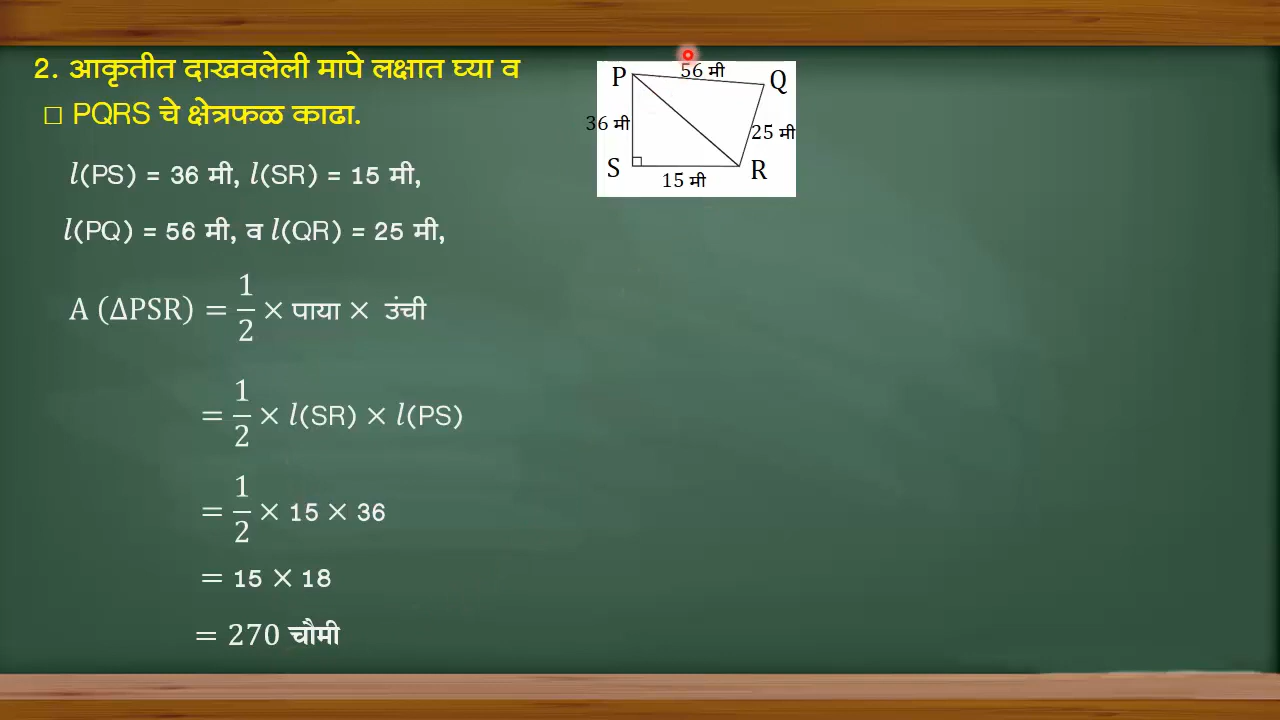 2. आकृतीत दाखवलेली मापे लक्षात घ्या व
□ PQRS चे क्षेत्रफळ काढा.
l(PS) = 36 मी, l(SR) = 15 मी,
l(PQ) = 56 मी, व l(QR) = 25 मी,
A (ΔPSR) = 1/2 × पाया × उंची
= 1/2 × l(SR) × l(PS)
= 1/2 × 15 × 36
= 15 × 18
= 270 चौमी
P 56 मी Q
36 मी 25 मी
S R
15 मी